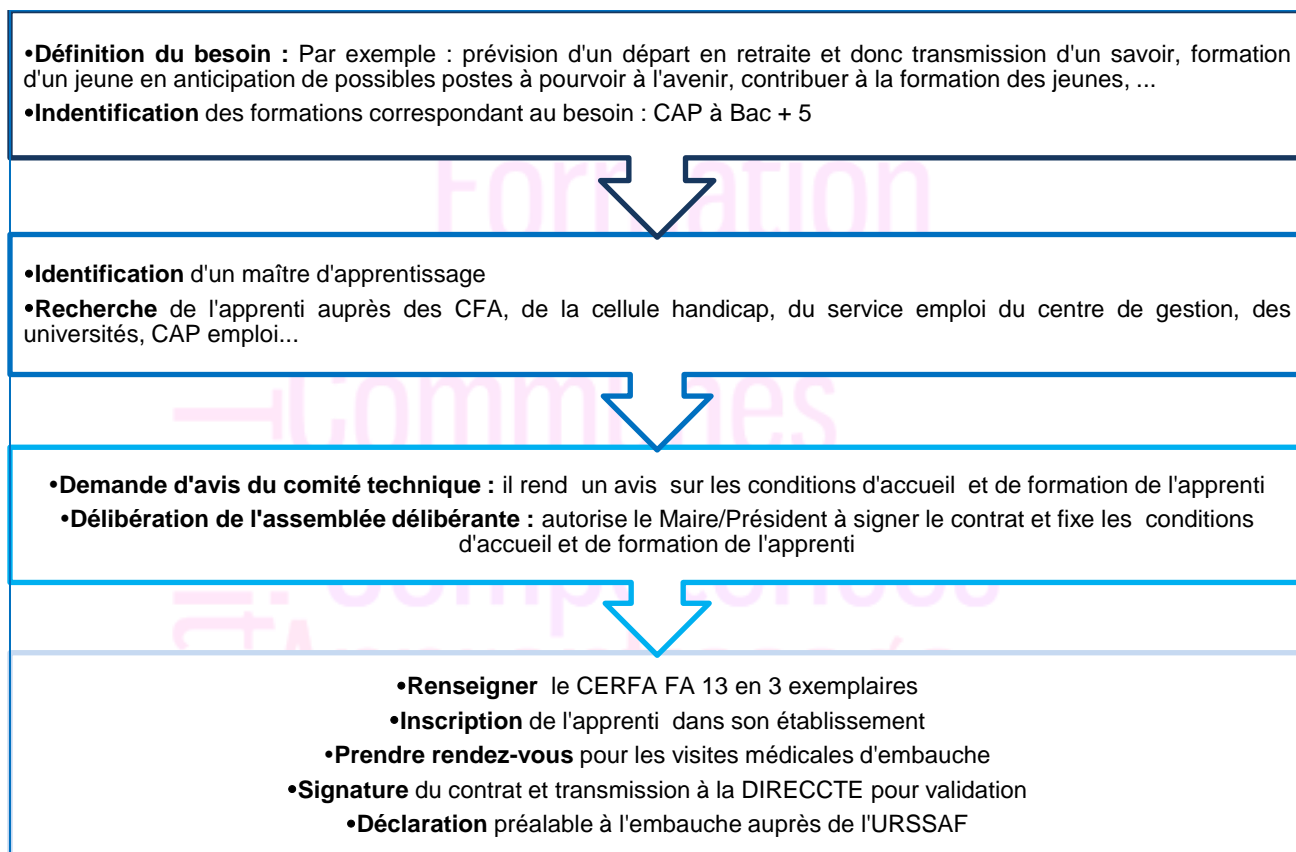 •Définition du besoin : Par exemple : prévision d'un départ en retraite et donc transmission d'un savoir, formation
d'un jeune en anticipation de possibles postes à pourvoir à l'avenir, contribuer à la formation des jeunes, ...
•Indentification des formations correspondant au besoin : CAP à Bac + 5
Formation
•Identification d'un maître d'apprentissage
•Recherche de l'apprenti auprès des CFA, de la cellule handicap, du service emploi du centre de gestion, des
universités, CAP emploi...
Communes
•Demande d'avis du comité technique : il rend un avis sur les conditions d'accueil et de formation de l'apprenti
•Délibération de l'assemblée délibérante : autorise le Maire/Président à signer le contrat et fixe les conditions
d'accueil et de formation de l'apprenti
•Renseigner le CERFA FA 13 en 3 exemplaires
•Inscription de l'apprenti dans son établissement
•Prendre rendez-vous pour les visites médicales d'embauche
•Signature du contrat et transmission à la DIRECCTE pour validation
•Déclaration préalable à l'embauche auprès de l'URSSAF